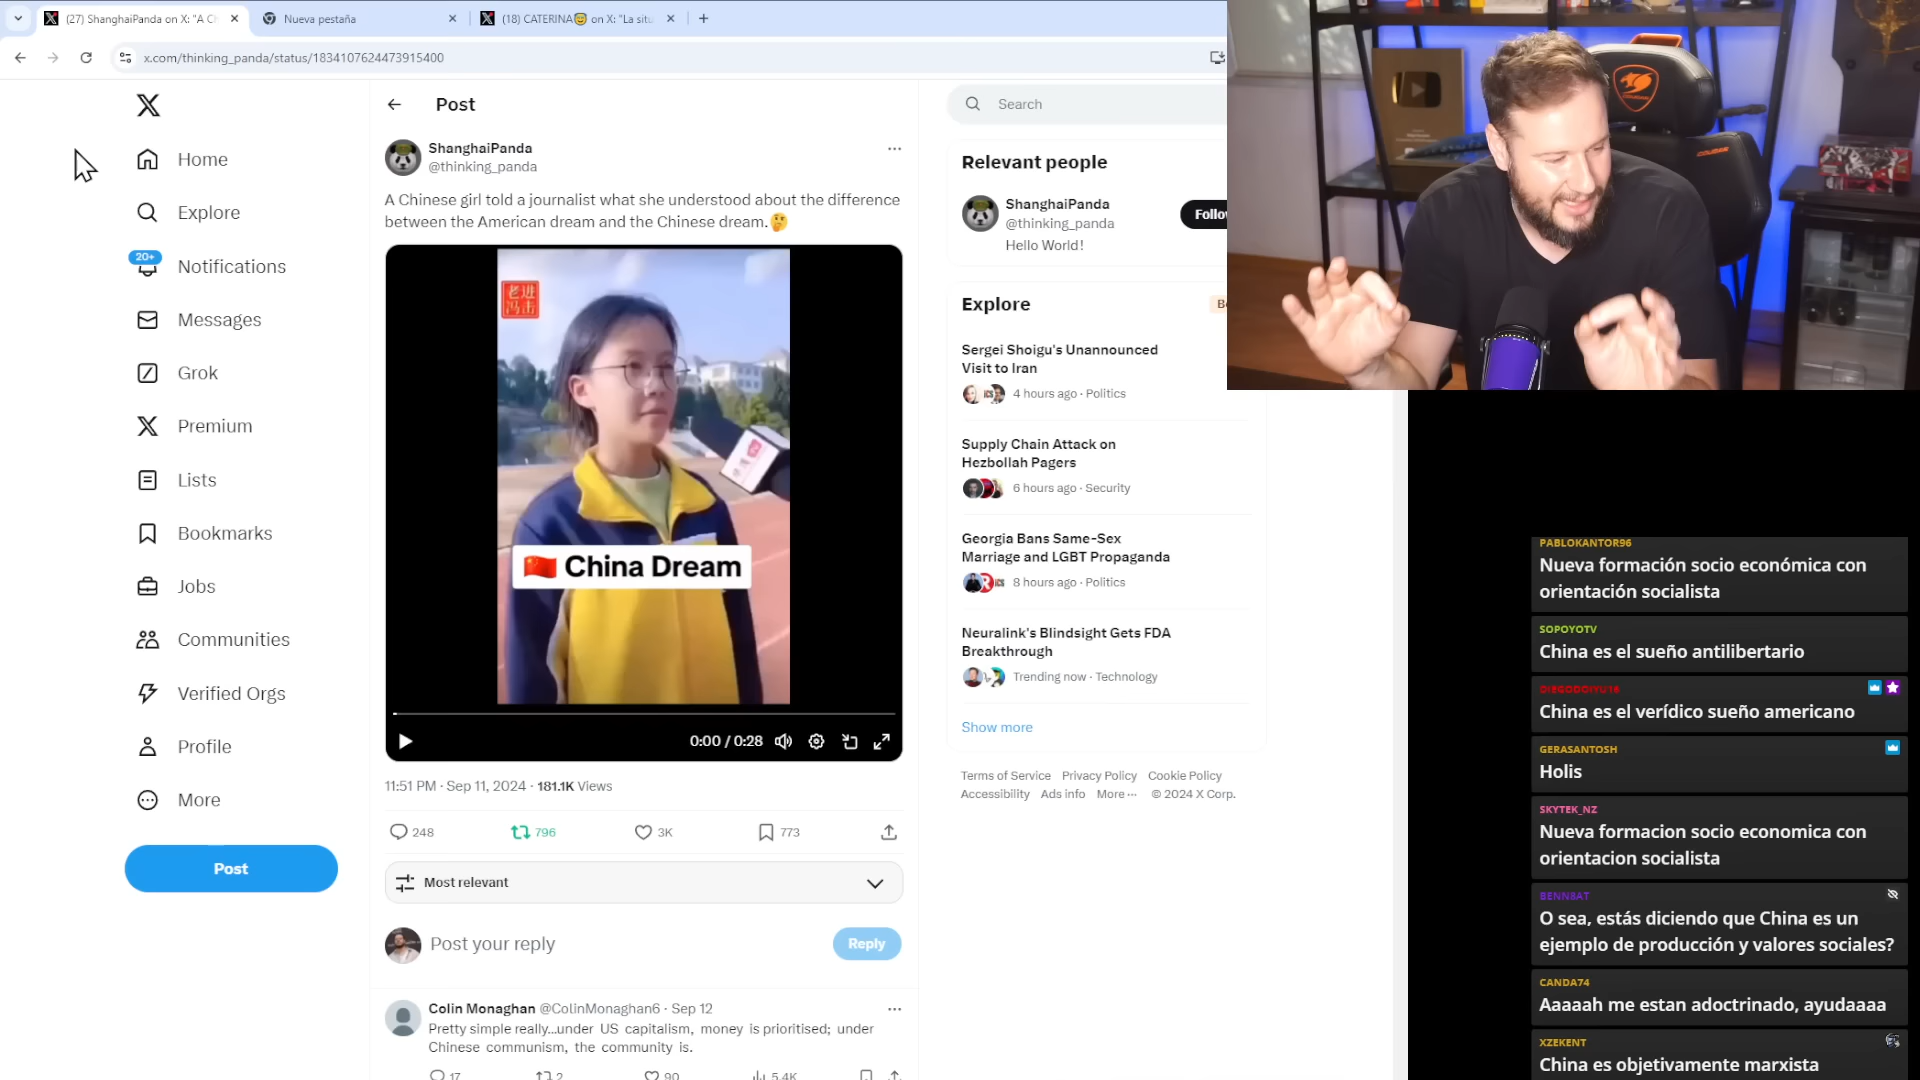 (27) ShanghaiPanda on X: "A Ch
Nueva pestaña
(18) CATERINA😇 on X: "La situ
x.com/thinking_panda/status/1834107624473915400
Home
Explore
20+
Notifications
Messages
Grok
Premium
Lists
Bookmarks
Jobs
Communities
Verified Orgs
Profile
More
Post
Post
ShanghaiPanda
@thinking_panda
A Chinese girl told a journalist what she understood about the difference
between the American dream and the Chinese dream.🤔
老进
冯击
🇨🇳 China Dream
0:00 / 0:28
11:51 PM · Sep 11, 2024 · 181.1K Views
248
796
3K
773
Most relevant
Post your reply
Reply
Colin Monaghan @ColinMonaghan6 · Sep 12
Pretty simple really...under US capitalism, money is prioritised; under
Chinese communism, the community is.
17
2
90
5.4K
Search
Relevant people
ShanghaiPanda
@thinking_panda
Hello World!
Follow
Explore
Sergei Shoigu's Unannounced
Visit to Iran
4 hours ago · Politics
Supply Chain Attack on
Hezbollah Pagers
6 hours ago · Security
Georgia Bans Same-Sex
Marriage and LGBT Propaganda
8 hours ago · Politics
Neuralink's Blindsight Gets FDA
Breakthrough
Trending now · Technology
Show more
Terms of Service Privacy Policy Cookie Policy
Accessibility Ads info More ··· © 2024 X Corp.
COUGAR
PABLOKANTOR96
Nueva formación socio económica con
orientación socialista
SOPOYOTV
China es el sueño antilibertario
China es el verídico sueño americano
GERASANTOSH
Holis
SKYTEK_NZ
Nueva formacion socio economica con
orientacion socialista
BENN8AT
O sea, estás diciendo que China es un
ejemplo de producción y valores sociales?
CANDA74
Aaaaah me estan adoctrinado, ayudaaaa
XZEKENT
China es objetivamente marxista